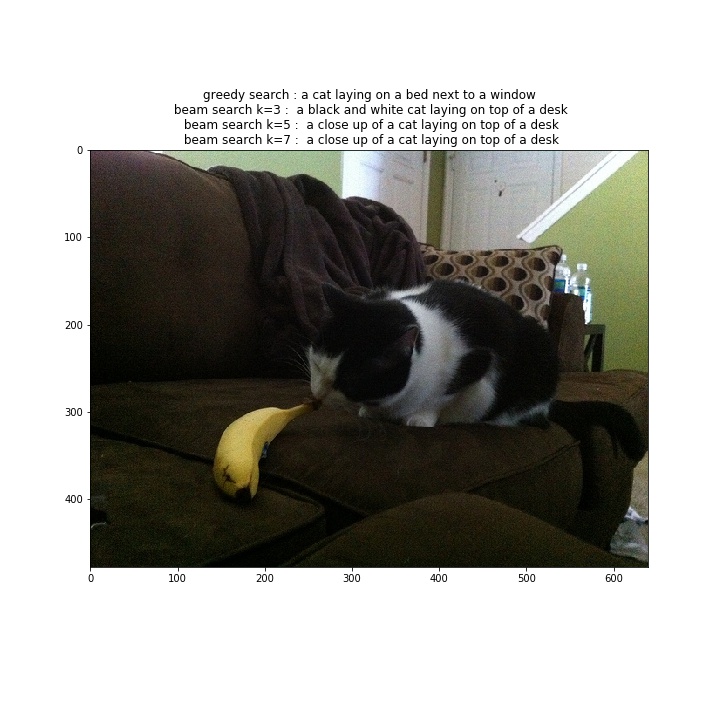 greedy search : a cat laying on a bed next to a window
beam search k=3 :  a black and white cat laying on top of a desk
beam search k=5 :  a close up of a cat laying on top of a desk
beam search k=7 :  a close up of a cat laying on top of a desk
0
100
200
300
400
0 100 200 300 400 500 600